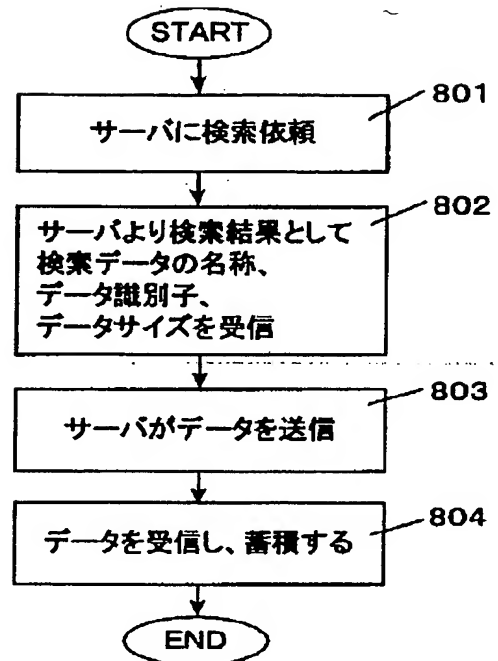 START
801
サーバに検索依頼
802
サーバより検索結果として
検索データの名称、
データ識別子、
データサイズを受信
803
サーバがデータを送信
804
データを受信し、蓄積する
END